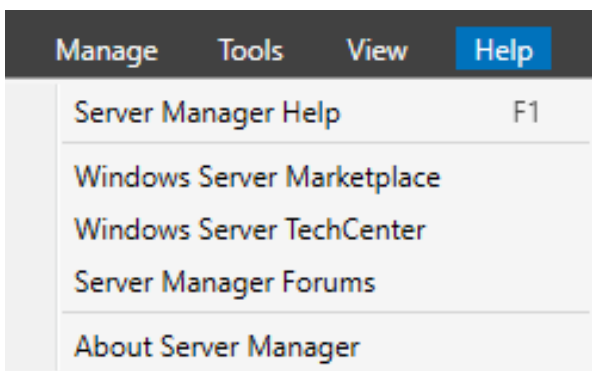 Manage Tools View Help
Server Manager Help F1
Windows Server Marketplace
Windows Server TechCenter
Server Manager Forums
About Server Manager